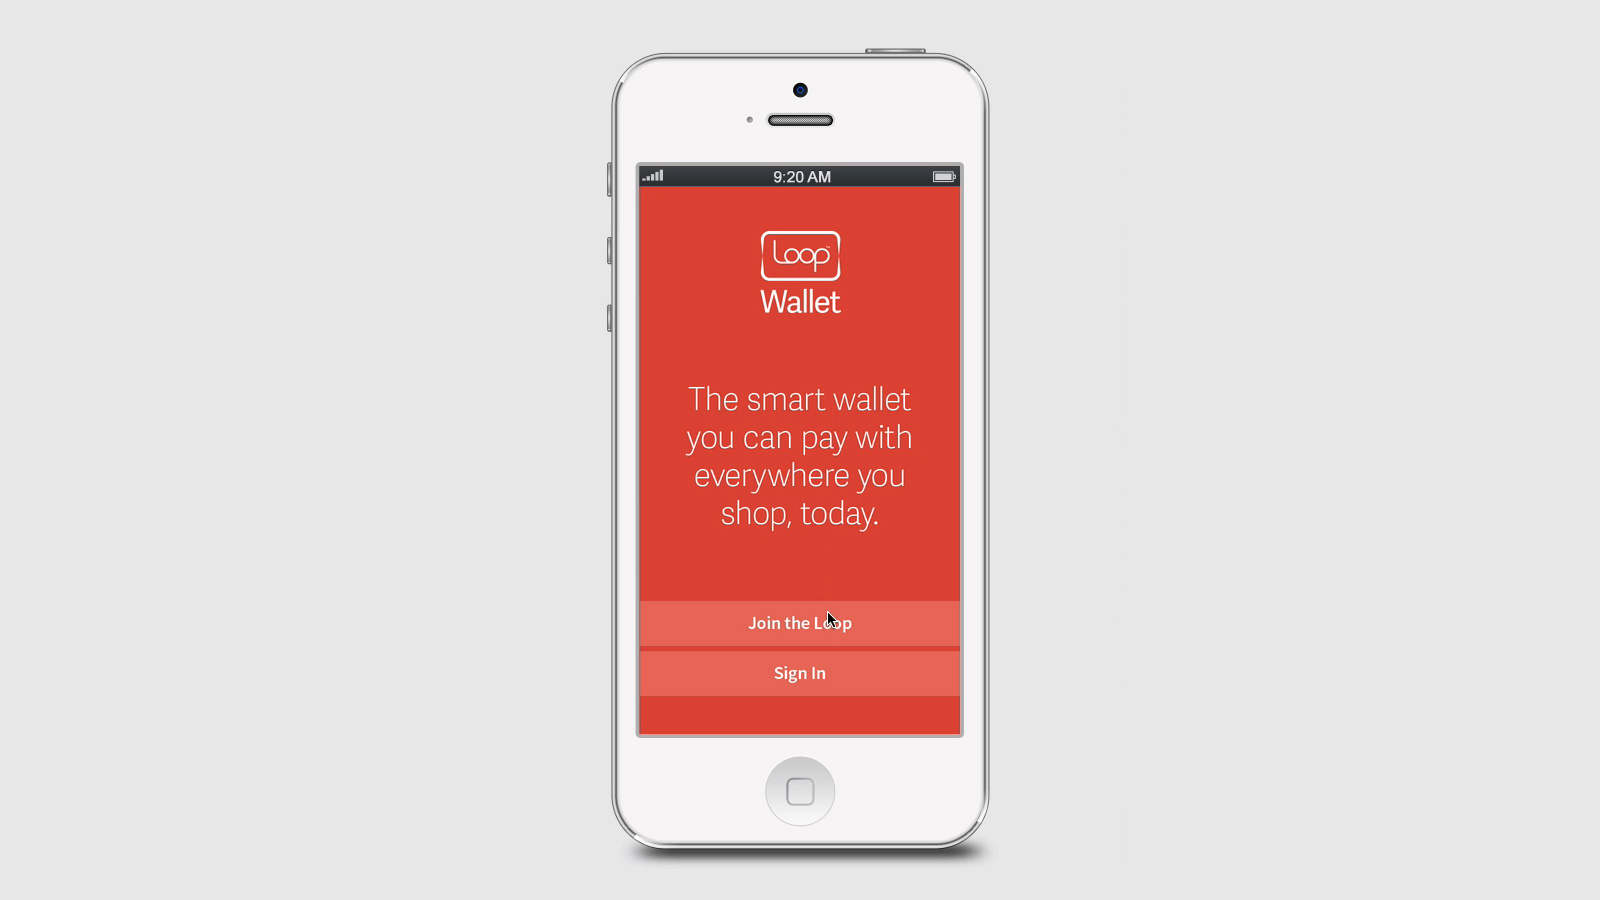 9:20 AM
Loop™
Wallet
The smart wallet
you can pay with
everywhere you
shop, today.
Join the Loop
Sign In